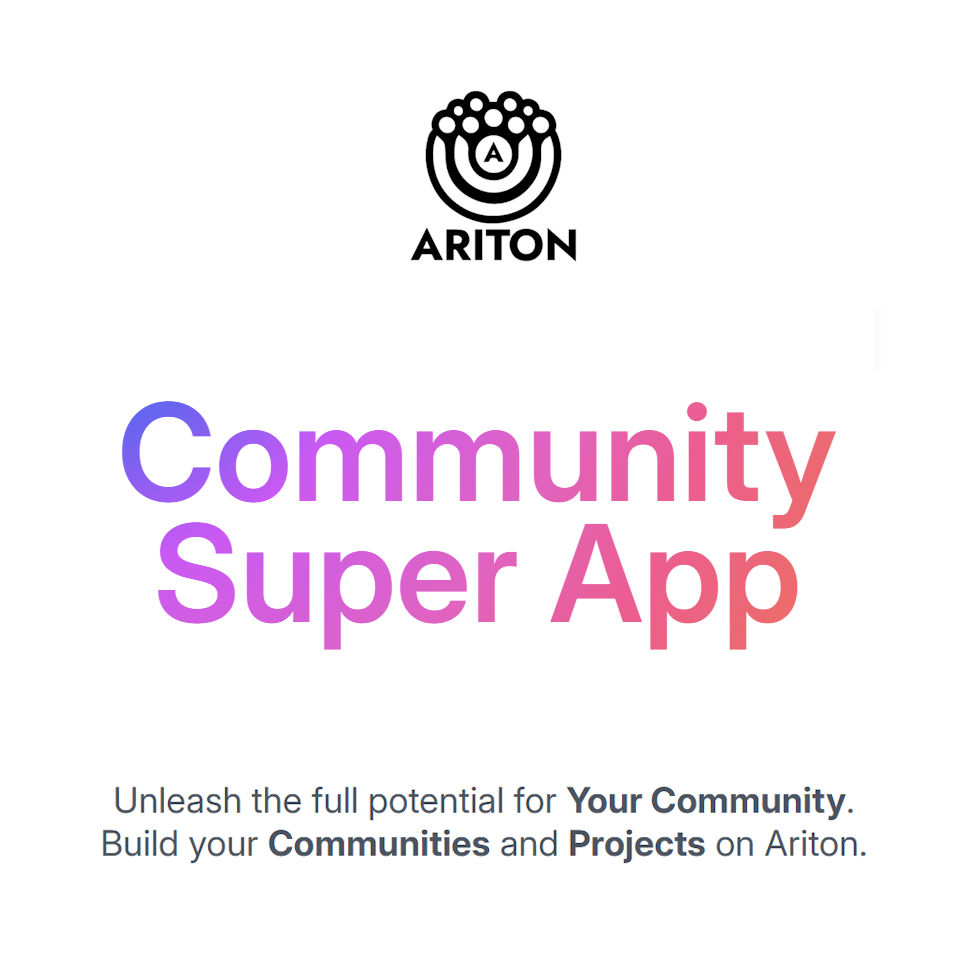 A
ARITON
Community
Super App
Unleash the full potential for Your Community.
Build your Communities and Projects on Ariton.